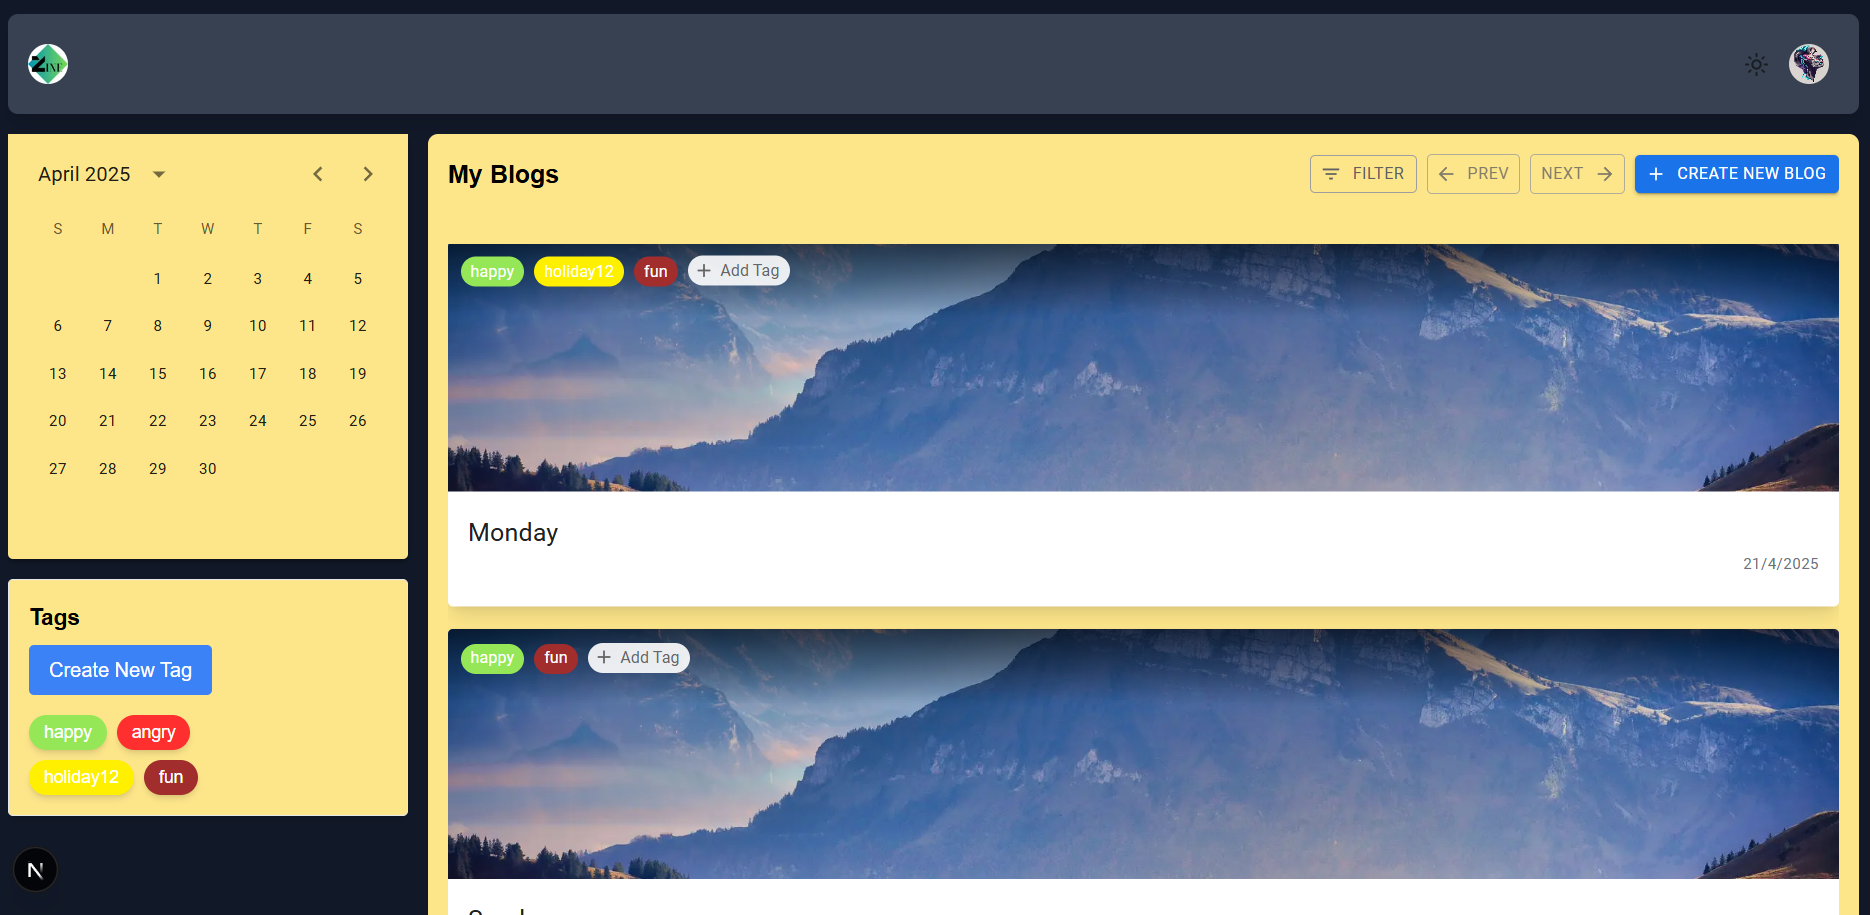 ZINE
April 2025
S M T W T F S
1 2 3 4 5
6 7 8 9 10 11 12
13 14 15 16 17 18 19
20 21 22 23 24 25 26
27 28 29 30
Tags
Create New Tag
happy angry
holiday12 fun
N
My Blogs
FILTER PREV NEXT CREATE NEW BLOG
happy holiday12 fun + Add Tag
Monday
21/4/2025
happy fun + Add Tag